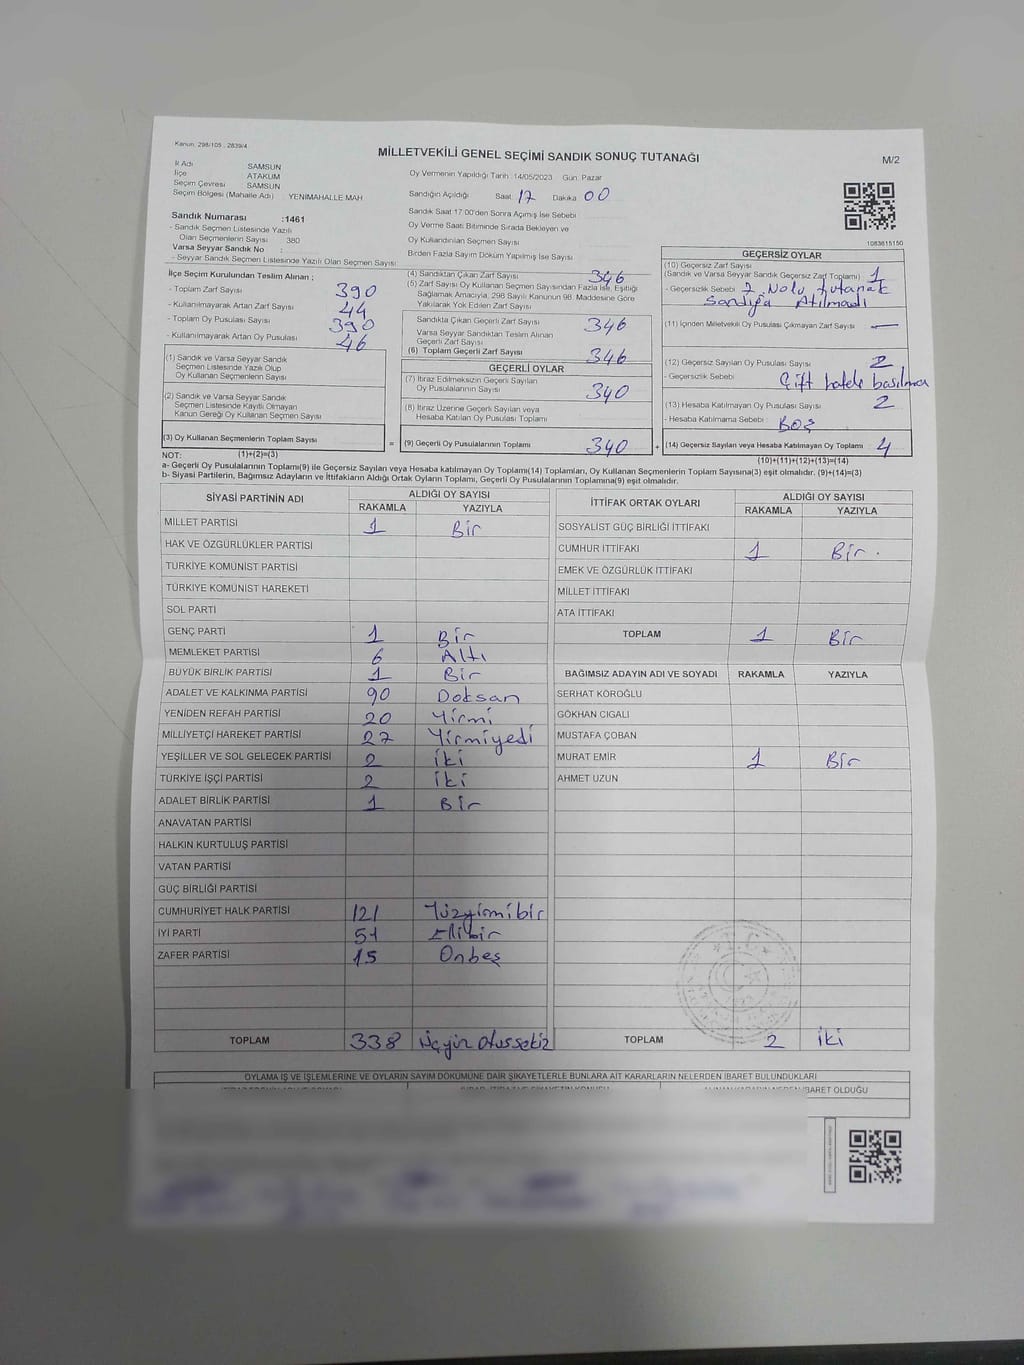 Kanun: 298/105 , 2839/4
MİLLETVEKİLİ GENEL SEÇİMİ SANDIK SONUÇ TUTANAĞI
M/2
İl Adı SAMSUN
İlçe ATAKUM
Seçim Çevresi SAMSUN
Seçim Bölgesi (Mahalle Adı) YENİMAHALLE MAH
Oy Vermenin Yapıldığı Tarih :14/05/2023 Gün: Pazar
Sandığın Açıldığı Saat: 17 Dakika 00
Sandık Saat 17.00'den Sonra Açımış İse Sebebi
Oy Verme Saati Bitiminde Sırada Bekleyen ve
Oy Kullandırılan Seçmen Sayısı
Birden Fazla Sayım Döküm Yapılmış İse Sayısı
1083615150
Sandık Numarası :1461
- Sandık Seçmen Listesinde Yazılı
Olan Seçmenlerin Sayısı 380
Varsa Seyyar Sandık No :
- Seyyar Sandık Seçmen Listesinde Yazılı Olan Seçmen Sayısı
İlçe Seçim Kurulundan Teslim Alınan ;
- Toplam Zarf Sayısı 390
- Kullanılmayarak Artan Zarf Sayısı 44
- Toplam Oy Pusulası Sayısı 390
- Kullanılmayarak Artan Oy Pusulası 46
(1) Sandık ve Varsa Seyyar Sandık
Seçmen Listesinde Yazılı Olup
Oy Kullanan Seçmenlerin Sayısı
(2) Sandık ve Varsa Seyyar Sandık
Seçmen Listesinde Kayıtlı Olmayan
Kanun Gereği Oy Kullanan Seçmen Sayısı
(3) Oy Kullanan Seçmenlerin Toplam Sayısı
(4) Sandıktan Çıkan Zarf Sayısı 346
(5) Zarf Sayısı Oy Kullanan Seçmen Sayısından Fazla İse, Eşitliği
Sağlamak Amacıyla, 298 Sayılı Kanunun 98. Maddesine Göre
Yakılarak Yok Edilen Zarf Sayısı
Sandıkta Çıkan Geçerli Zarf Sayısı 346
Varsa Seyyar Sandıktan Teslim Alınan
Geçerli Zarf Sayısı
(6) Toplam Geçerli Zarf Sayısı 346
GEÇERLİ OYLAR
(7) İtiraz Edilmeksizin Geçerli Sayılan
Oy Pusulalarının Sayısı 340
(8) İtiraz Üzerine Geçerli Sayılan veya
Hesaba Katılan Oy Pusulası Toplamı
= (9) Geçerli Oy Pusulalarının Toplamı 340
GEÇERSİZ OYLAR
(10) Geçersiz Zarf Sayısı
(Sandık ve Varsa Seyyar Sandık Geçersiz Zarf Toplamı) 1
- Geçersizlik Sebebi 7 Nolu tutanak
Sandığa Atılmadı
(11) İçinden Milletvekili Oy Pusulası Çıkmayan Zarf Sayısı —
(12) Geçersiz Sayılan Oy Pusulası Sayısı 2
- Geçersizlik Sebebi Çift basılma
(13) Hesaba Katılmayan Oy Pusulası Sayısı 2
- Hesaba Katılmama Sebebi BOŞ
+ (14) Geçersiz Sayılan veya Hesaba Katılmayan Oy Toplamı 4
NOT: (1)+(2)=(3)
(10)+(11)+(12)+(13)=(14)
a- Geçerli Oy Pusulalarının Toplamı(9) ile Geçersiz Sayılan veya Hesaba katılmayan Oy Toplamı(14) Toplamları, Oy Kullanan Seçmenlerin Toplam Sayısına(3) eşit olmalıdır. (9)+(14)=(3)
b- Siyasi Partilerin, Bağımsız Adayların ve İttifakların Aldığı Ortak Oyların Toplamı, Geçerli Oy Pusulalarının Toplamına(9) eşit olmalıdır.
SİYASİ PARTİNİN ADI ALDIĞI OY SAYISI
RAKAMLA YAZIYLA
MİLLET PARTİSİ 1 Bir
HAK VE ÖZGÜRLÜKLER PARTİSİ
TÜRKİYE KOMÜNİST PARTİSİ
TÜRKİYE KOMÜNİST HAREKETİ
SOL PARTİ
GENÇ PARTİ 1 Bir
MEMLEKET PARTİSİ 6 Altı
BÜYÜK BİRLİK PARTİSİ 1 Bir
ADALET VE KALKINMA PARTİSİ 90 Doksan
YENİDEN REFAH PARTİSİ 20 Yirmi
MİLLİYETÇİ HAREKET PARTİSİ 27 Yirmiyedi
YEŞİLLER VE SOL GELECEK PARTİSİ 2 İki
TÜRKİYE İŞÇİ PARTİSİ 2 İki
ADALET BİRLİK PARTİSİ 1 Bir
ANAVATAN PARTİSİ
HALKIN KURTULUŞ PARTİSİ
VATAN PARTİSİ
GÜÇ BİRLİĞİ PARTİSİ
CUMHURİYET HALK PARTİSİ 121 Yüzyirmibir
İYİ PARTİ 51 Ellibir
ZAFER PARTİSİ 15 Onbeş
TOPLAM 338 Üçyüz Otussekiz
İTTİFAK ORTAK OYLARI ALDIĞI OY SAYISI
RAKAMLA YAZIYLA
SOSYALİST GÜÇ BİRLİĞİ İTTİFAKI
CUMHUR İTTİFAKI 1 Bir.
EMEK VE ÖZGÜRLÜK İTTİFAKI
MİLLET İTTİFAKI
ATA İTTİFAKI
TOPLAM 1 Bir
BAĞIMSIZ ADAYIN ADI VE SOYADI RAKAMLA YAZIYLA
SERHAT KÖROĞLU
GÖKHAN CIGALI
MUSTAFA ÇOBAN
MURAT EMİR 1 Bir
AHMET UZUN
TOPLAM 2 İki
OYLAMA İŞ VE İŞLEMLERİNE VE OYLARIN SAYIM DÖKÜMÜNE DAİR ŞİKAYETLERLE BUNLARA AİT KARARLARIN NELERDEN İBARET BULUNDUKLARI
ALINAN KARARIN NEDEN İBARET OLDUĞU